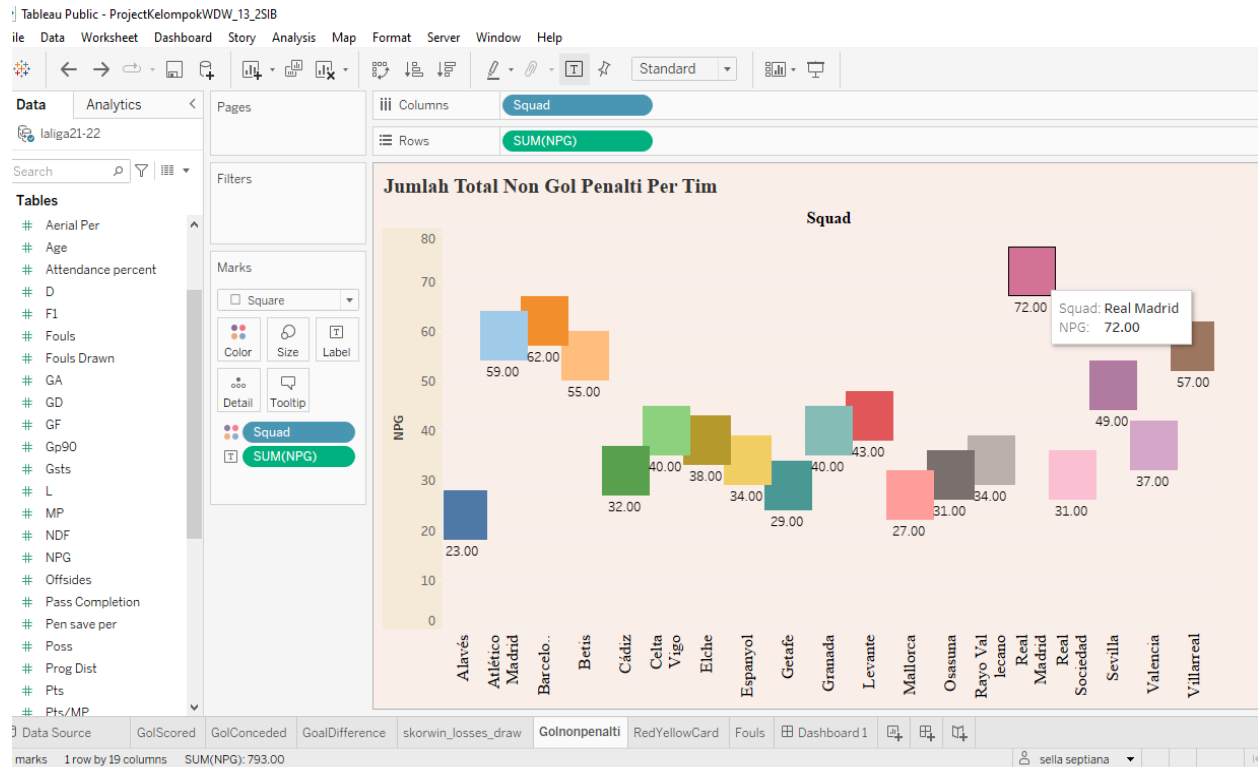 Tableau Public - ProjectKelompokWDW_13_2SIB
ile Data Worksheet Dashboard Story Analysis Map Format Server Window Help
Standard
Data Analytics
laliga21-22
Search
Tables
Aerial Per
Age
Attendance percent
D
F1
Fouls
Fouls Drawn
GA
GD
GF
Gp90
Gsts
L
MP
NDF
NPG
Offsides
Pass Completion
Pen save per
Poss
Prog Dist
Pts
Pts/MP
Pages
Filters
Marks
Square
Color Size Label
Detail Tooltip
Squad
SUM(NPG)
Columns Squad
Rows SUM(NPG)
Jumlah Total Non Gol Penalti Per Tim
Squad
NPG
80
70
60
50
40
30
20
10
0
23.00
59.00
62.00
55.00
32.00
40.00
38.00
34.00
29.00
40.00
43.00
27.00
31.00
34.00
72.00
31.00
49.00
37.00
57.00
Squad: Real Madrid
NPG: 72.00
Alavés
Atlético
Madrid
Barcelo..
Betis
Cádiz
Celta
Vigo
Elche
Espanyol
Getafe
Granada
Levante
Mallorca
Osasuna
Rayo Val
lecano
Real
Madrid
Real
Sociedad
Sevilla
Valencia
Villarreal
Data Source GolScored GolConceded GoalDifference skorwin_losses_draw Golnonpenalti RedYellowCard Fouls Dashboard 1
marks 1 row by 19 columns SUM(NPG): 793.00 sella septiana